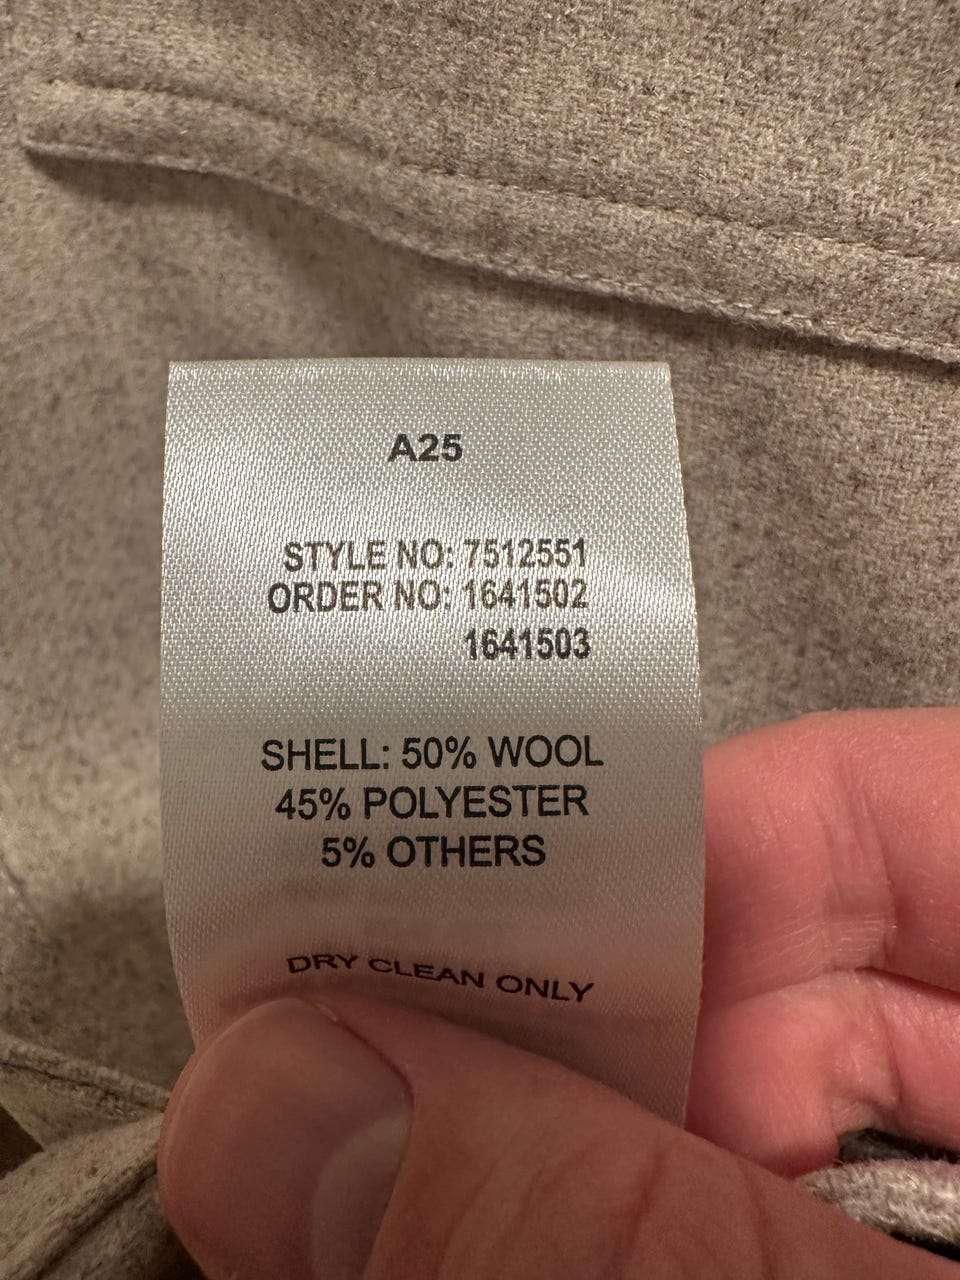 A25
STYLE NO: 7512551
ORDER NO: 1641502
1641503
SHELL: 50% WOOL
45% POLYESTER
5% OTHERS
DRY CLEAN ONLY